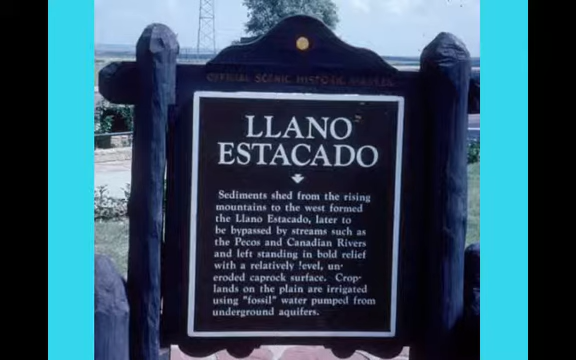 OFFICIAL SCENIC HISTORIC MARKER
LLANO
ESTACADO
Sediments shed from the rising
mountains to the west formed
the Llano Estacado, later to
be bypassed by streams such as
the Pecos and Canadian Rivers
and left standing in bold relief
with a relatively level, un-
eroded caprock surface. Crop-
lands on the plain are irrigated
using "fossil" water pumped from
underground aquifers.